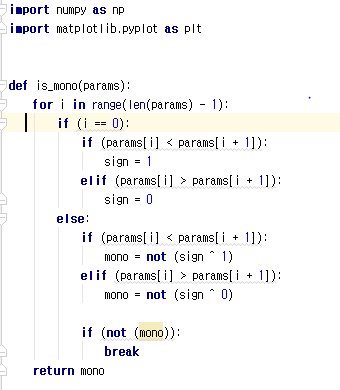 import numpy as np
import matplotlib.pyplot as plt
def is_mono(params):
for i in range(len(params) - 1):
if (i == 0):
if (params[i] < params[i + 1]):
sign = 1
elif (params[i] > params[i + 1]):
sign = 0
else:
if (params[i] < params[i + 1]):
mono = not (sign ^ 1)
elif (params[i] > params[i + 1]):
mono = not (sign ^ 0)
if (not (mono)):
break
return mono